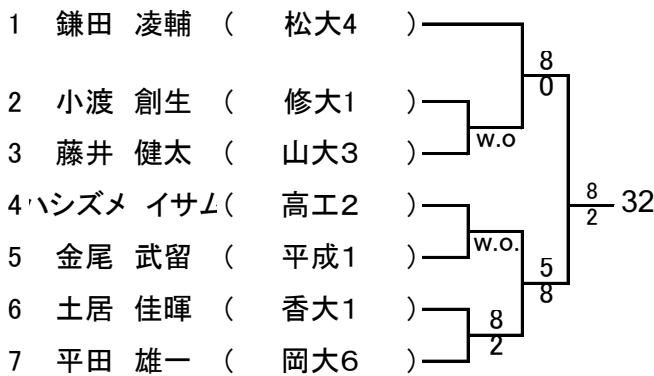 1 鎌田 凌輔 ( 松大4 )
8
0
2 小渡 創生 ( 修大1 )
w.o
3 藤井 健太 ( 山大3 )
4 ハシズメ イサム( 高工2 )
8
2
32
w.o.
5 金尾 武留 ( 平成1 )
5
8
6 土居 佳暉 ( 香大1 )
8
2
7 平田 雄一 ( 岡大6 )